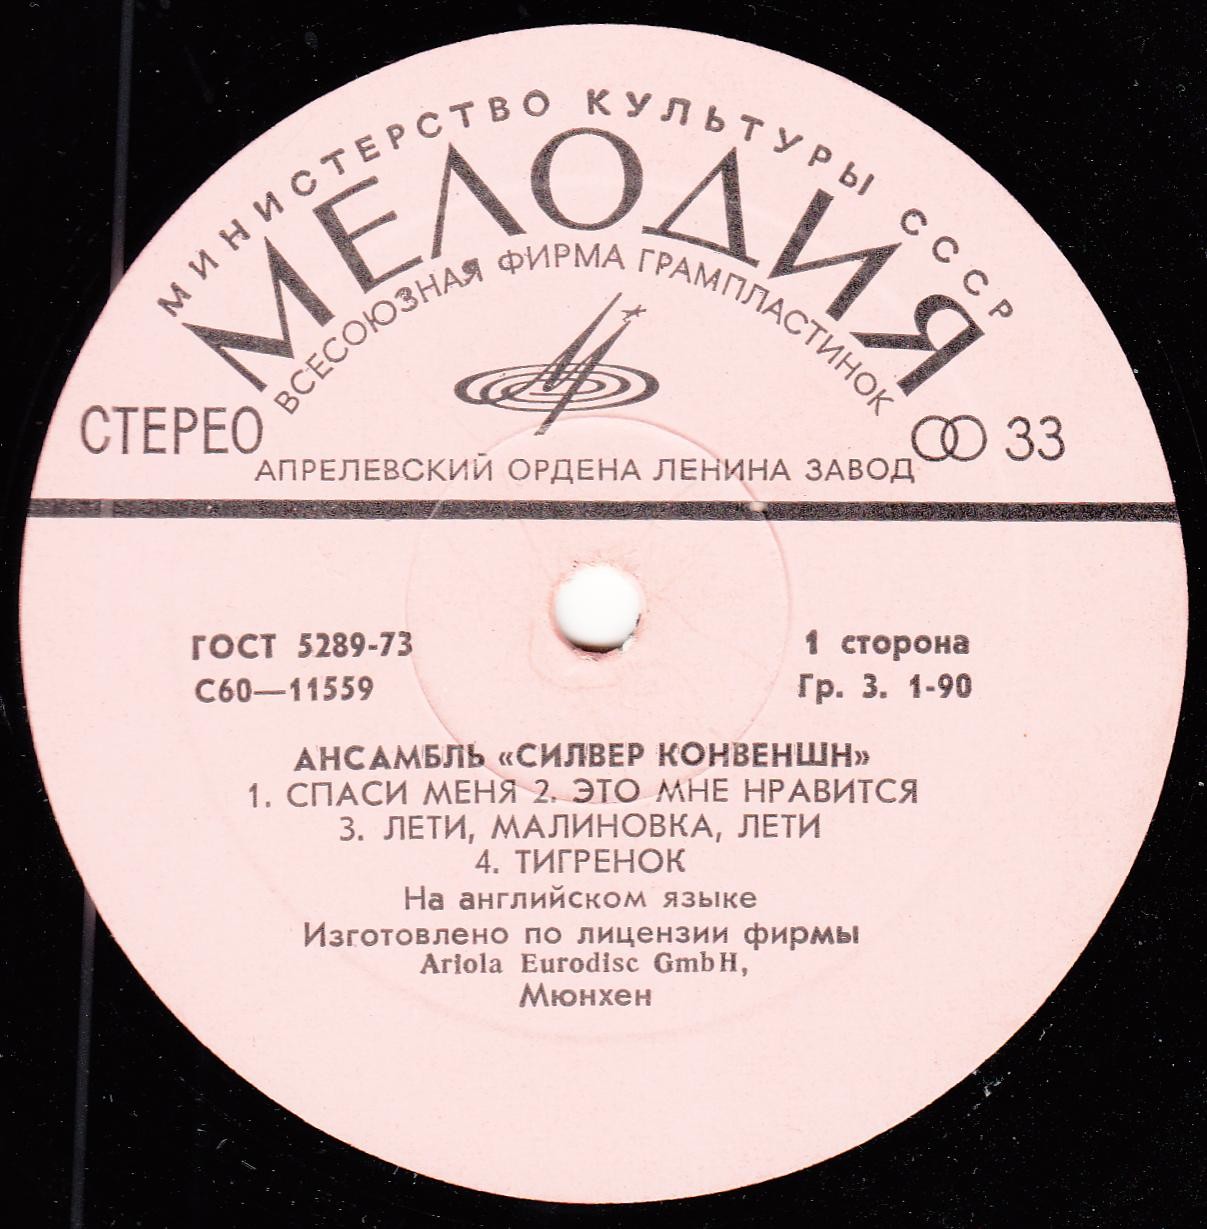 МИНИСТЕРСТВО КУЛЬТУРЫ СССР
МЕЛОДИЯ
ВСЕСОЮЗНАЯ ФИРМА ГРАМПЛАСТИНОК
СТЕРЕО
33
АПРЕЛЕВСКИЙ ОРДЕНА ЛЕНИНА ЗАВОД
ГОСТ 5289-73
С60—11559
1 сторона
Гр. 3. 1-90
АНСАМБЛЬ «СИЛВЕР КОНВЕНШН»
1. СПАСИ МЕНЯ 2. ЭТО МНЕ НРАВИТСЯ
3. ЛЕТИ, МАЛИНОВКА, ЛЕТИ
4. ТИГРЕНОК
На английском языке
Изготовлено по лицензии фирмы
Ariola Eurodisc GmbH,
Мюнхен